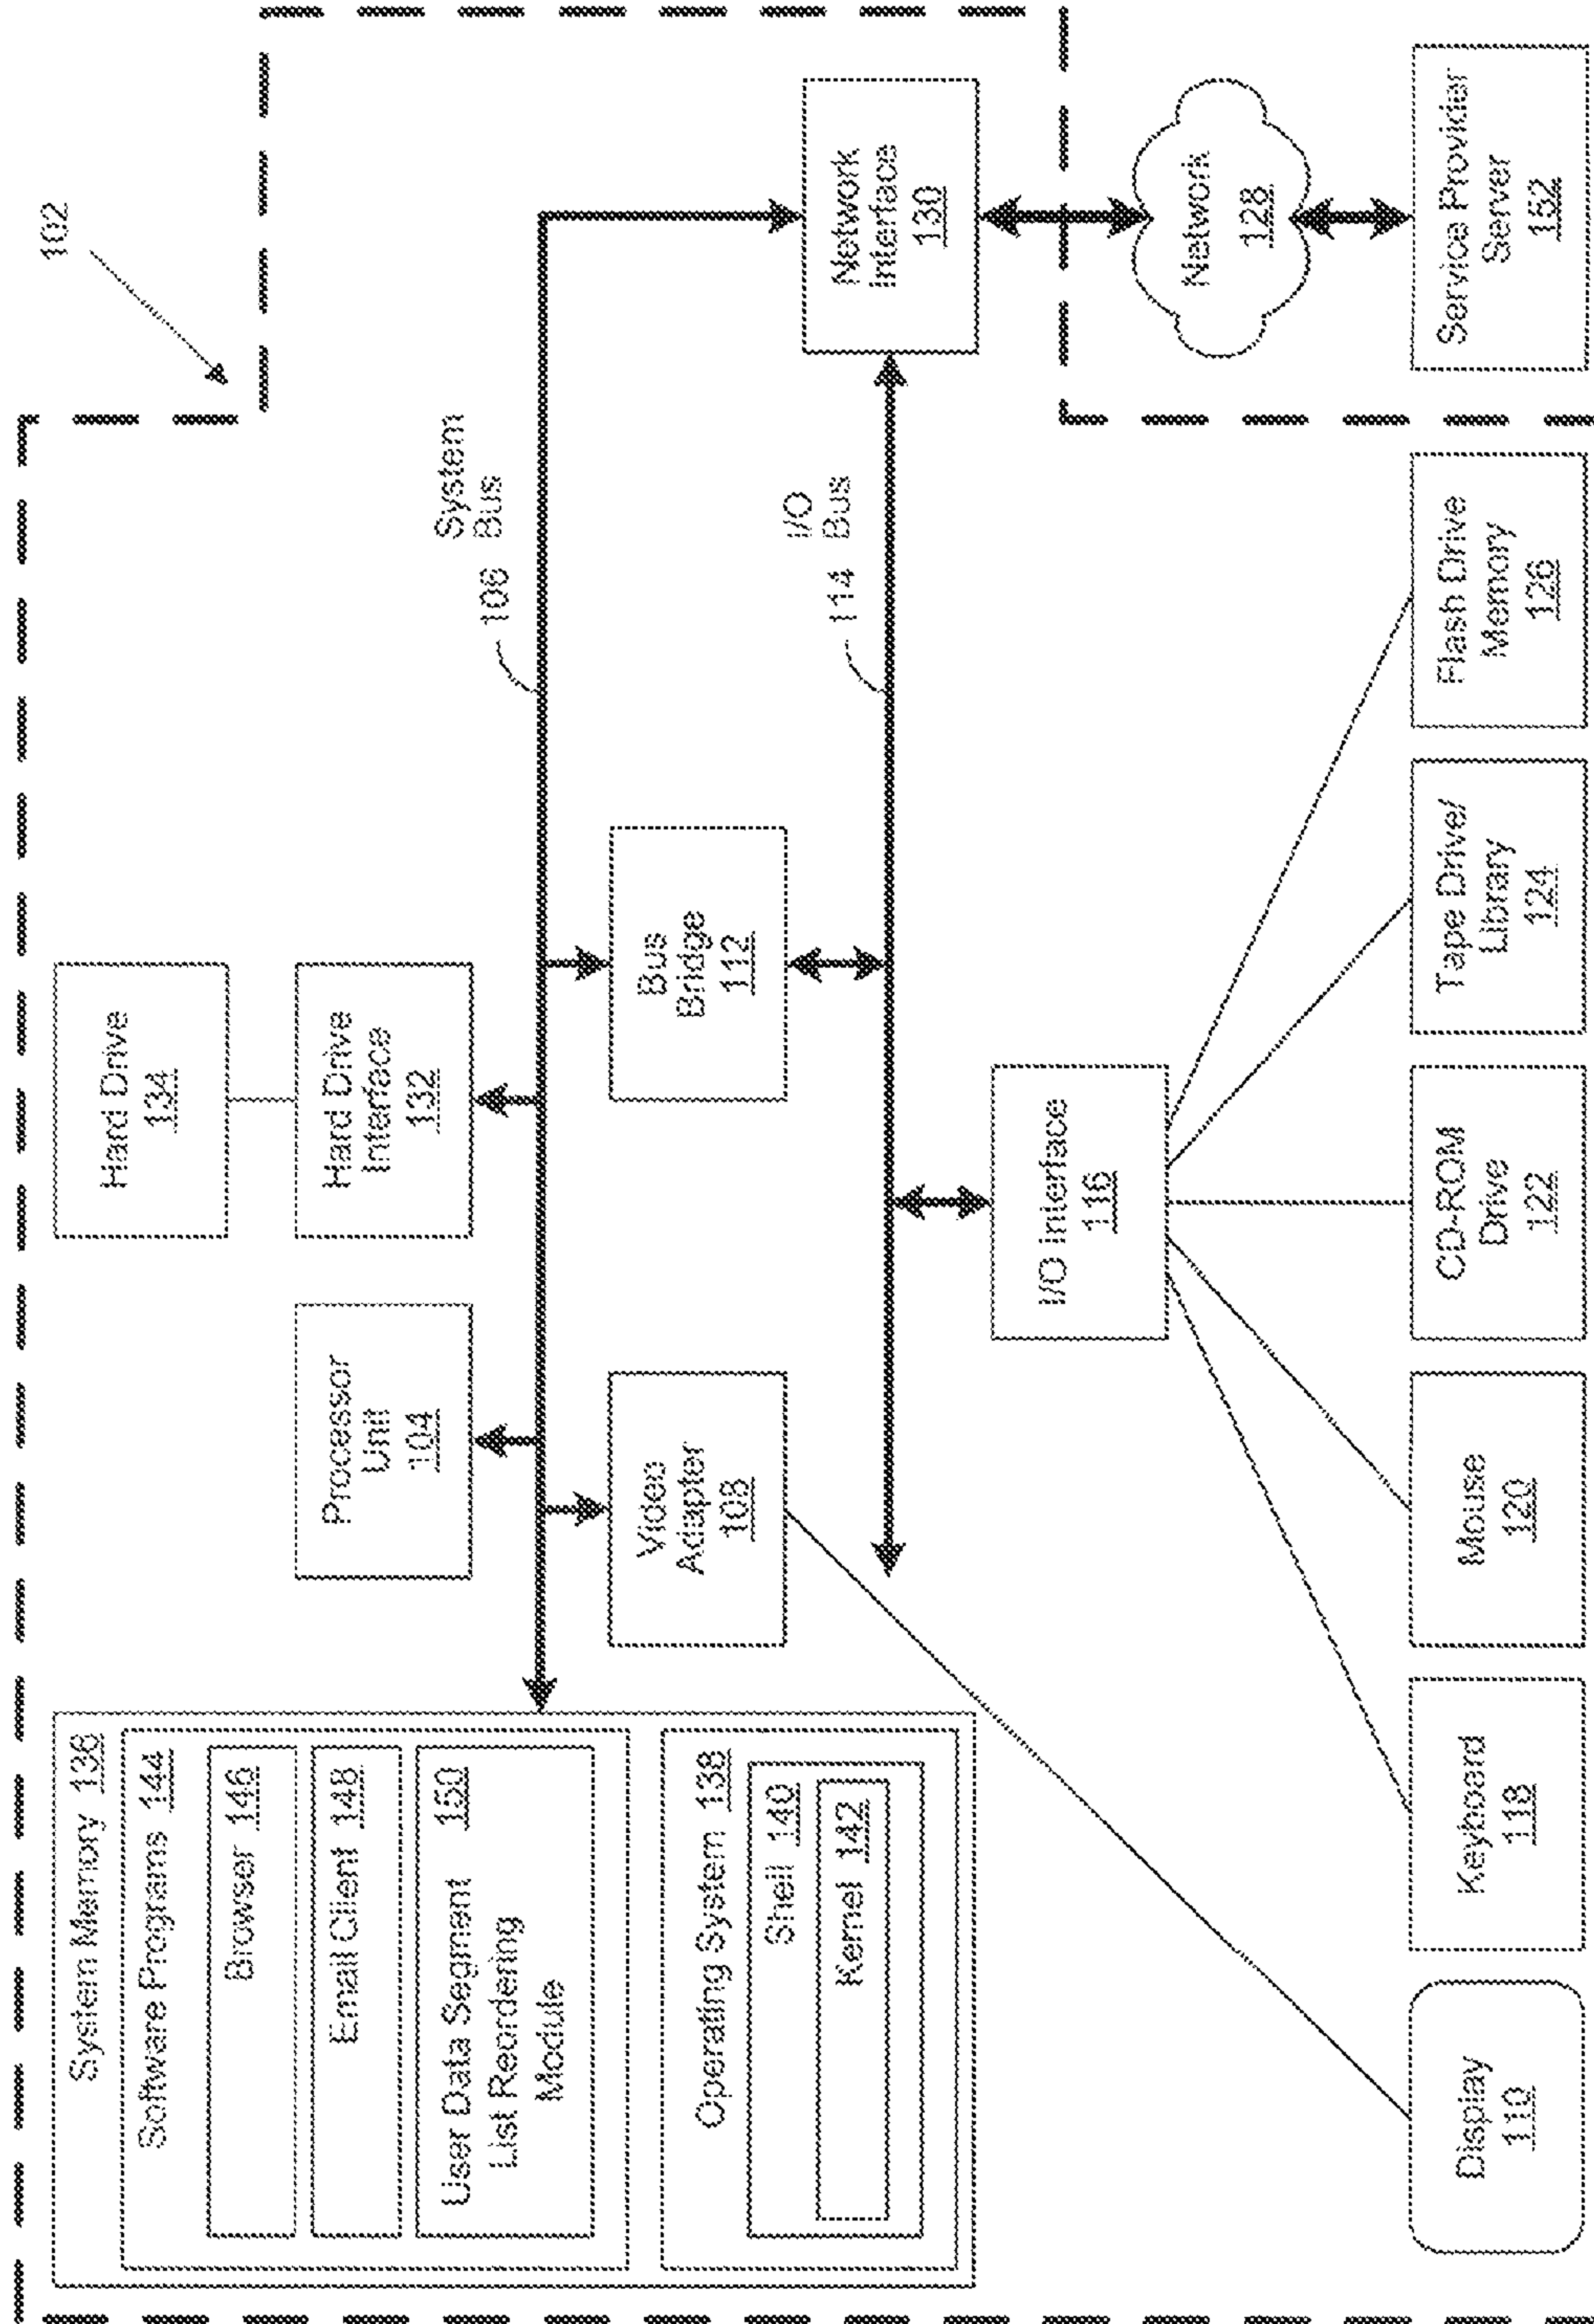 102
System Memory 136
Software Programs 144
Browser 146
Email Client 148
User Data Segment 150
List Reordering
Module
Operating System 138
Shell 140
Kernel 142
Hard Drive
134
Processor
Unit
104
Hard Drive
Interface
132
System
106 Bus
Video
Adapter
108
Bus
Bridge
112
I/O
114 Bus
Network
Interface
130
I/O Interface
116
Network
128
Display
110
Keyboard
118
Mouse
120
CD-ROM
Drive
122
Tape Drive/
Library
124
Flash Drive
Memory
126
Service Provider
Server
152